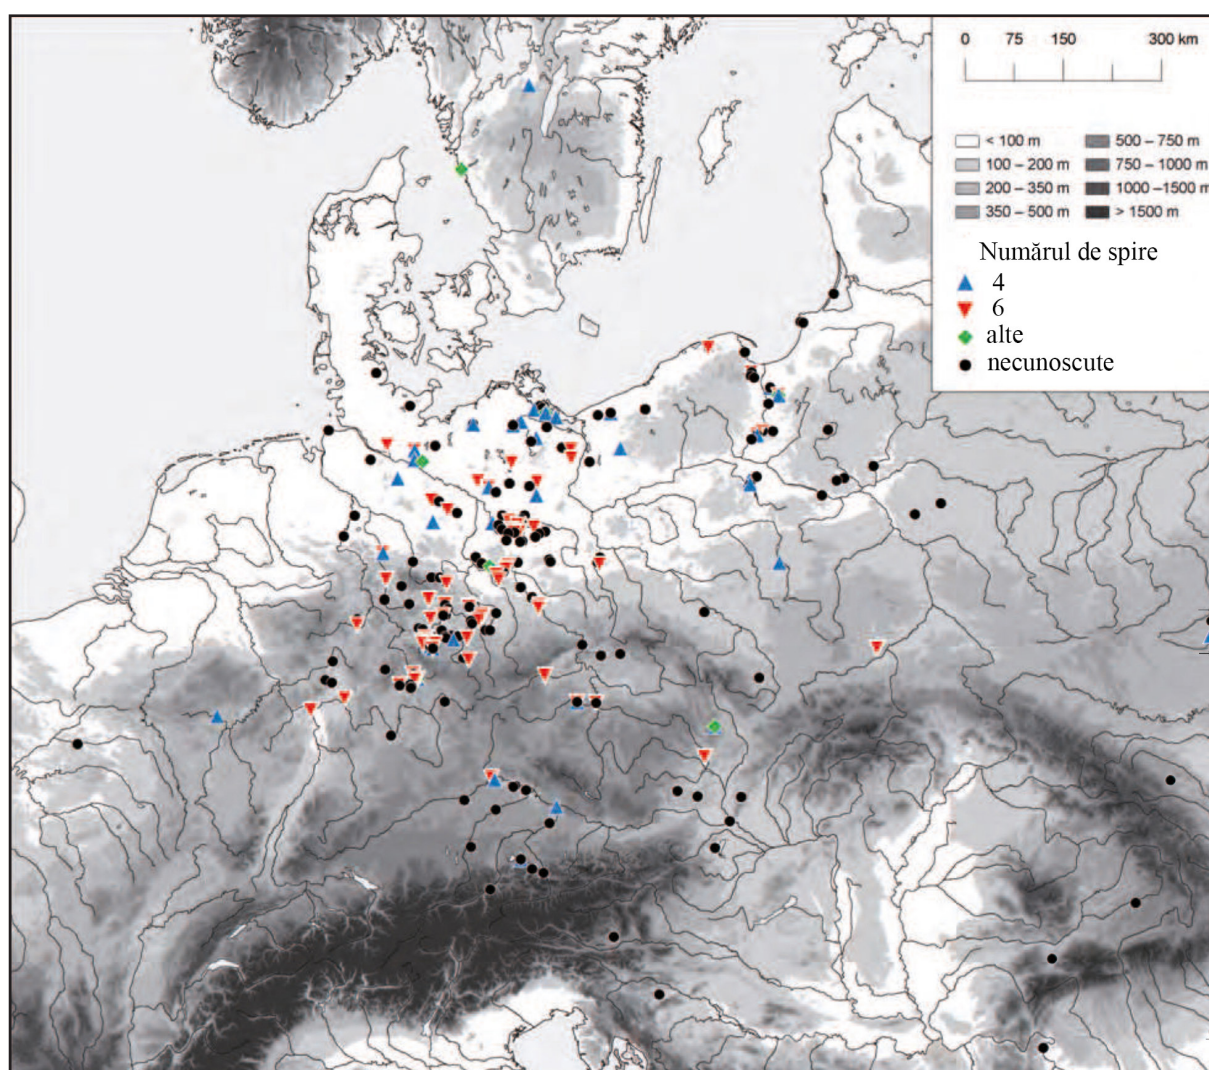 0 75 150 300 km
< 100 m 500 – 750 m
100 – 200 m 750 – 1000 m
200 – 350 m 1000 –1500 m
350 – 500 m > 1500 m
Numărul de spire
4
6
alte
necunoscute